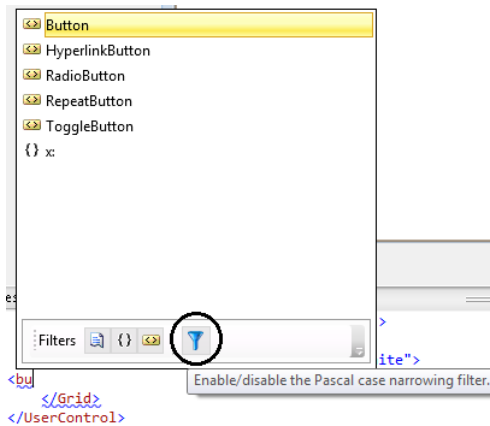 Button
HyperlinkButton
RadioButton
RepeatButton
ToggleButton
{} x:
Filters {}
>
ite">
<bu
Enable/disable the Pascal case narrowing filter.
</Grid>
</UserControl>